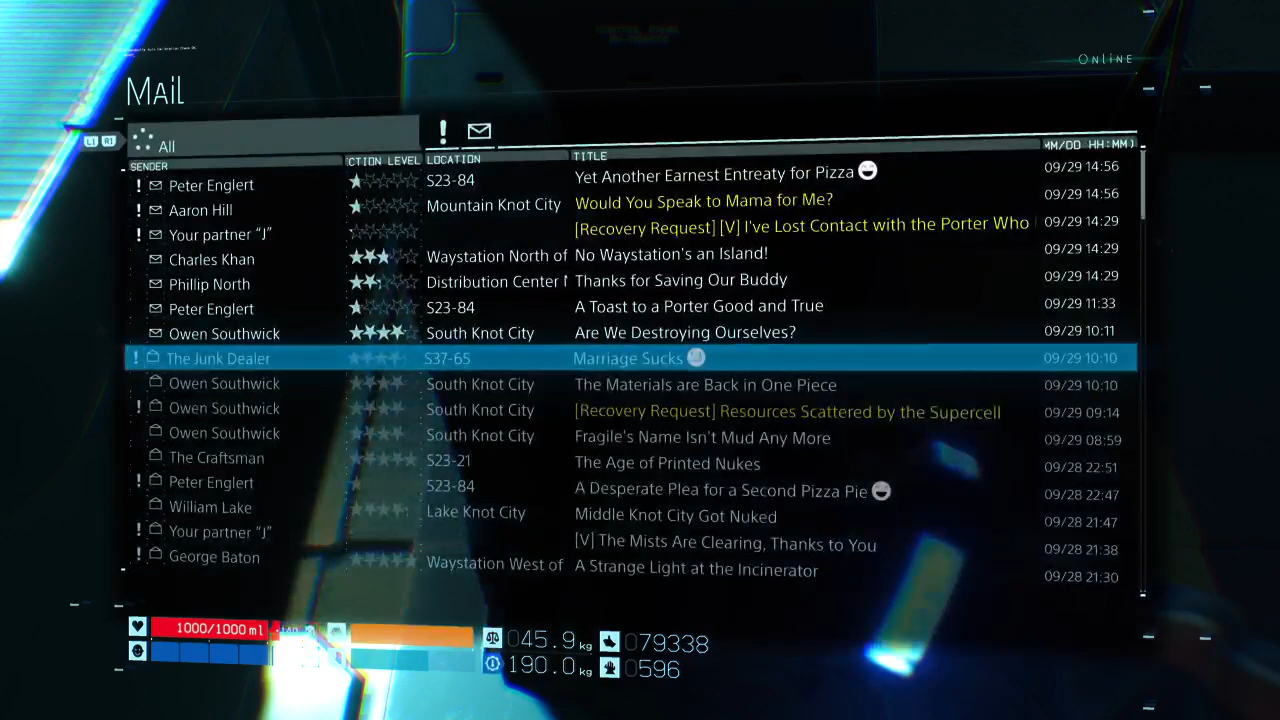 Online
Mail
L1 R1
All
SENDER CTION LEVEL LOCATION TITLE MM/DD HH:MM)
! Peter Englert S23-84 Yet Another Earnest Entreaty for Pizza 09/29 14:56
! Aaron Hill Mountain Knot City Would You Speak to Mama for Me? 09/29 14:56
! Your partner “J” [Recovery Request] [V] I've Lost Contact with the Porter Who 09/29 14:29
Charles Khan Waystation North of No Waystation's an Island! 09/29 14:29
Phillip North Distribution Center Thanks for Saving Our Buddy 09/29 14:29
Peter Englert S23-84 A Toast to a Porter Good and True 09/29 11:33
Owen Southwick South Knot City Are We Destroying Ourselves? 09/29 10:11
! The Junk Dealer S37-65 Marriage Sucks 09/29 10:10
Owen Southwick South Knot City The Materials are Back in One Piece 09/29 10:10
! Owen Southwick South Knot City [Recovery Request] Resources Scattered by the Supercell 09/29 09:14
Owen Southwick South Knot City Fragile's Name Isn't Mud Any More 09/29 08:59
The Craftsman S23-21 The Age of Printed Nukes 09/28 22:51
! Peter Englert S23-84 A Desperate Plea for a Second Pizza Pie 09/28 22:47
William Lake Lake Knot City Middle Knot City Got Nuked 09/28 21:47
! Your partner “J” [V] The Mists Are Clearing, Thanks to You 09/28 21:38
! George Baton Waystation West of A Strange Light at the Incinerator 09/28 21:30
1000/1000 ml 045.9 kg 079338
190.0 kg 0596